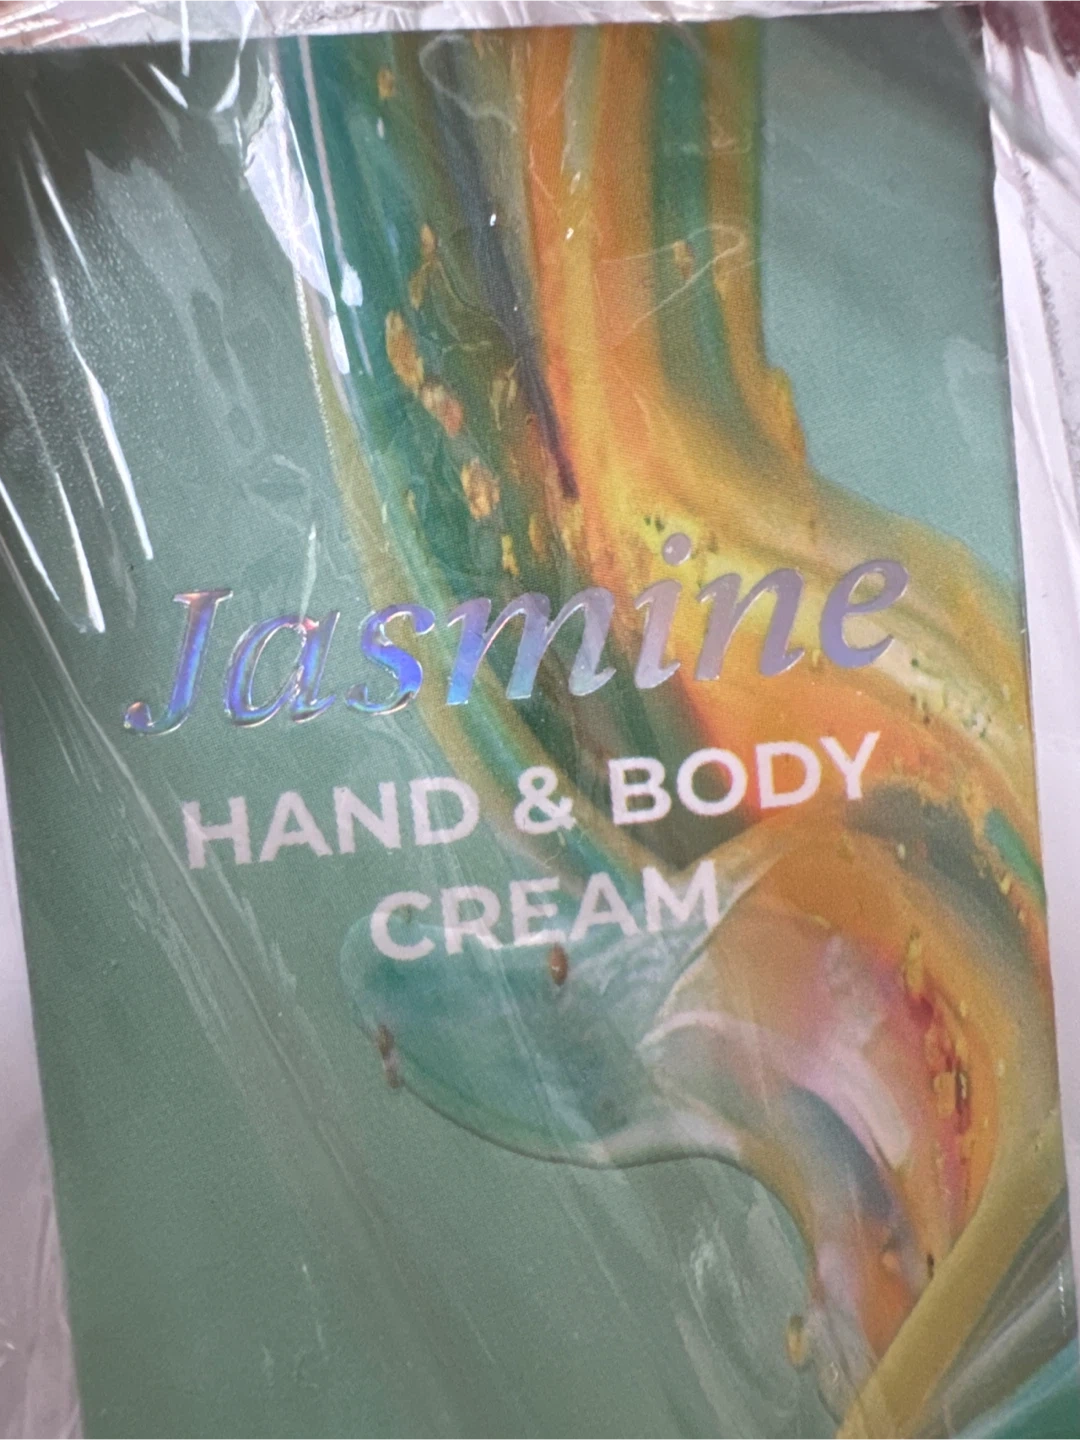 Jasmine
HAND & BODY
CREAM